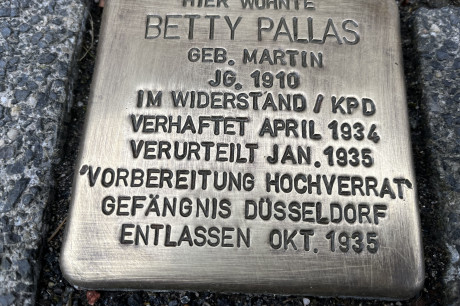 HIER WOHNTE
BETTY PALLAS
GEB. MARTIN
JG. 1910
IM WIDERSTAND / KPD
VERHAFTET APRIL 1934
VERURTEILT JAN. 1935
"VORBEREITUNG HOCHVERRAT"
GEFÄNGNIS DÜSSELDORF
ENTLASSEN OKT. 1935